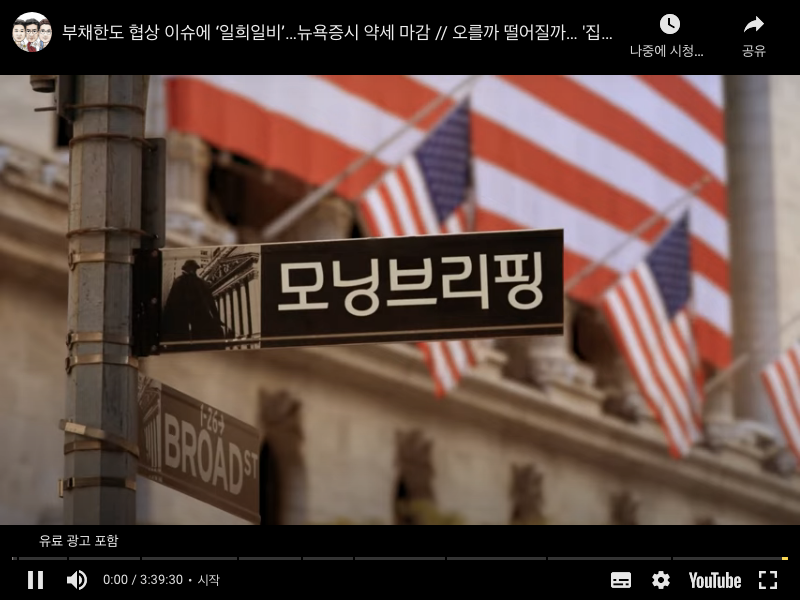 부채한도 협상 이슈에 ‘일희일비’...뉴욕증시 약세 마감 // 오를까 떨어질까... '집...
나중에 시청...
공유
모닝브리핑
1-26
BROAD ST
유료 광고 포함
0:00 / 3:39:30 • 시작
YouTube